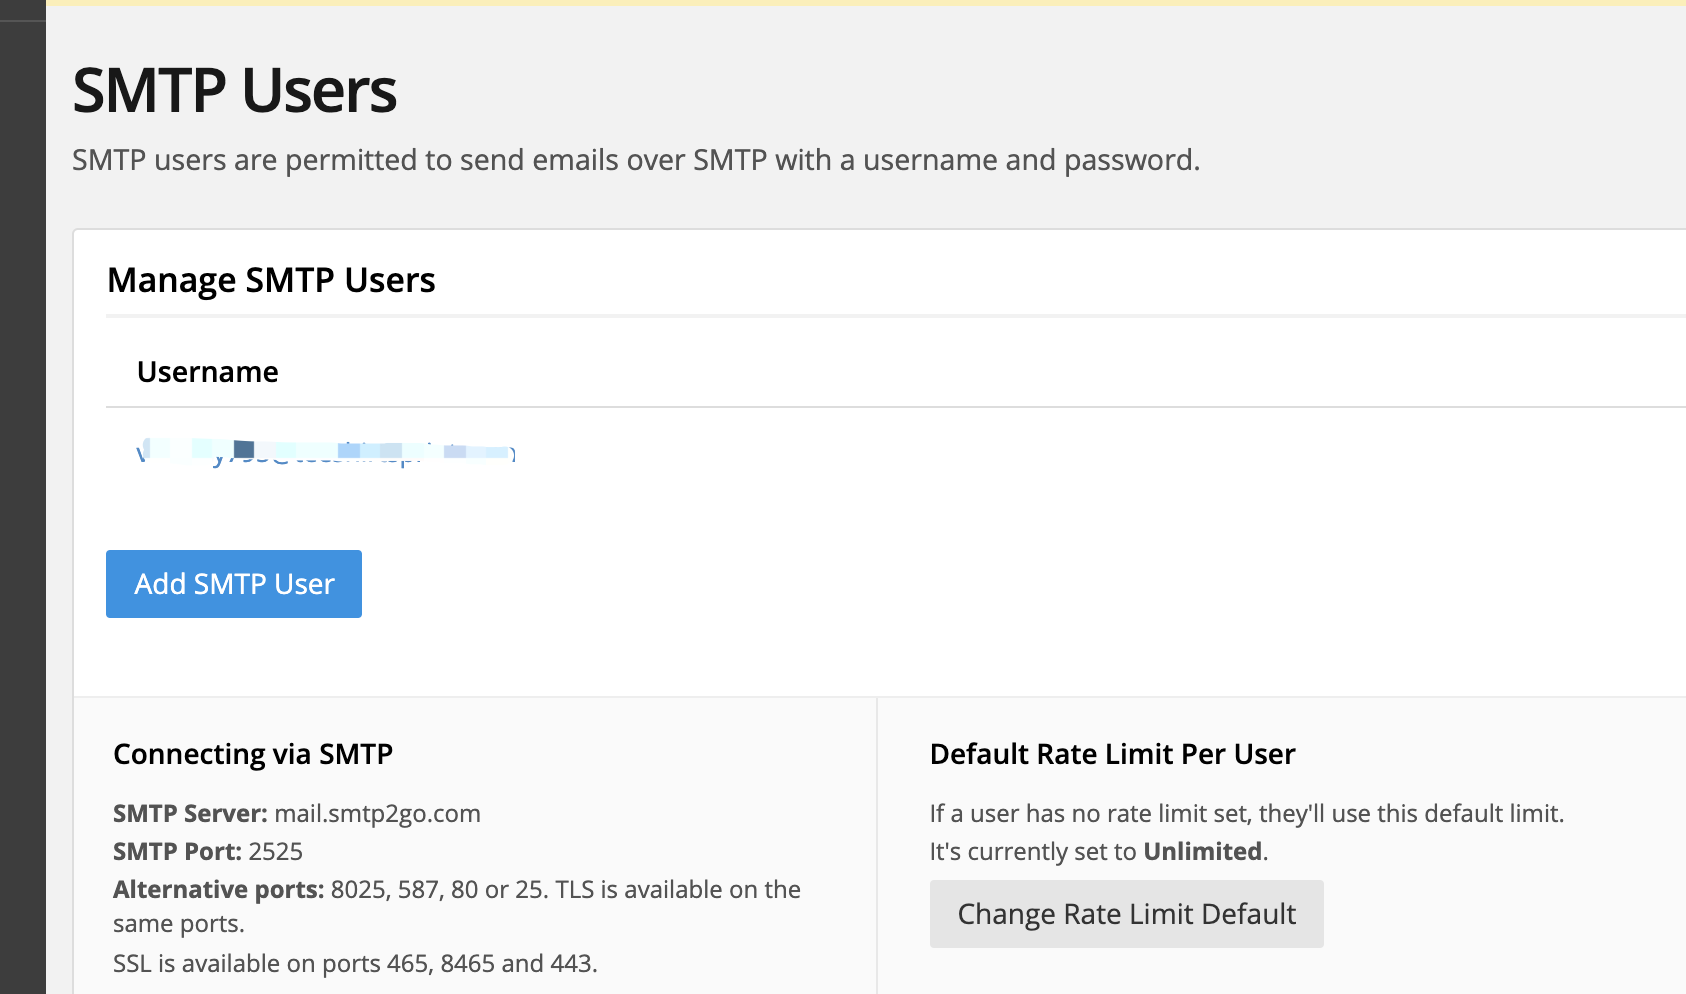 SMTP Users
SMTP users are permitted to send emails over SMTP with a username and password.
Manage SMTP Users
Username
Add SMTP User
Connecting via SMTP
SMTP Server: mail.smtp2go.com
SMTP Port: 2525
Alternative ports: 8025, 587, 80 or 25. TLS is available on the
same ports.
SSL is available on ports 465, 8465 and 443.
Default Rate Limit Per User
If a user has no rate limit set, they'll use this default limit.
It's currently set to Unlimited.
Change Rate Limit Default